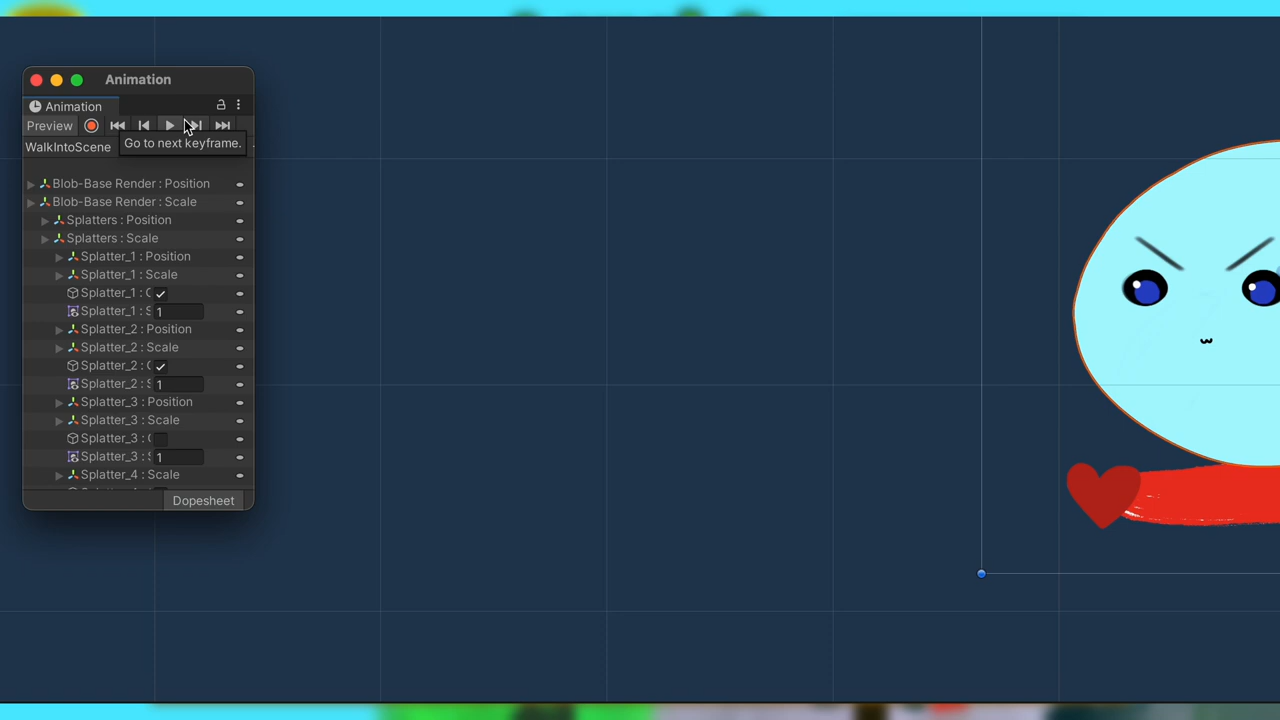 Animation
Animation
Preview
Go to next keyframe.
WalkIntoScene
Blob-Base Render : Position
Blob-Base Render : Scale
Splatters : Position
Splatters : Scale
Splatter_1 : Position
Splatter_1 : Scale
Splatter_1 :
Splatter_1 : 1
Splatter_2 : Position
Splatter_2 : Scale
Splatter_2 :
Splatter_2 : 1
Splatter_3 : Position
Splatter_3 : Scale
Splatter_3 :
Splatter_3 : 1
Splatter_4 : Scale
Dopesheet